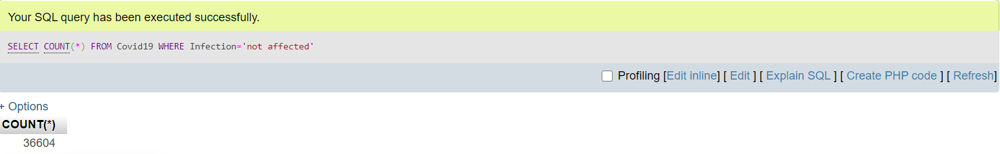 Your SQL query has been executed successfully.
SELECT COUNT(*) FROM Covid19 WHERE Infection='not affected'
Profiling [Edit inline] [ Edit ] [ Explain SQL ] [ Create PHP code ] [ Refresh]
+ Options
COUNT(*)
36604